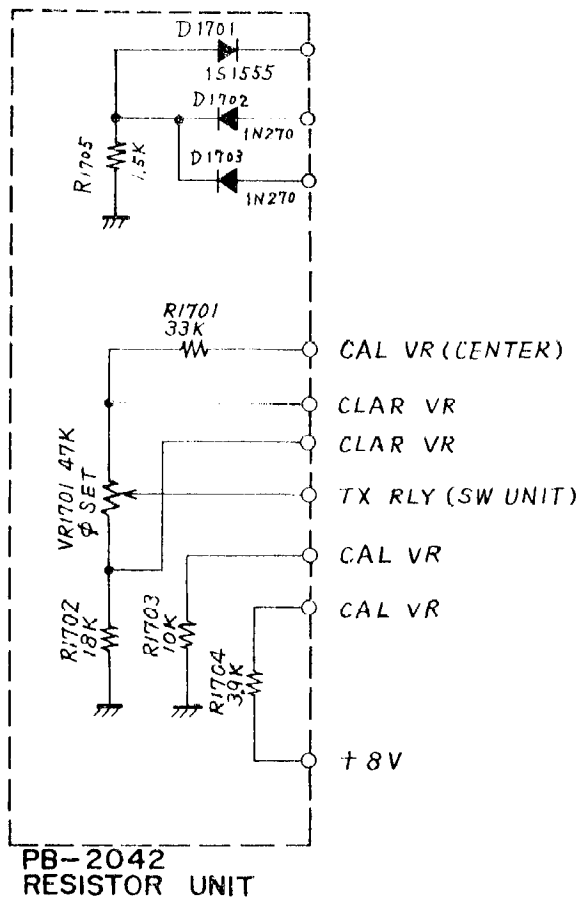 D1701
1S1555
D1702
1N270
D1703
1N270
R1705
1.5K
R1701
33K
CAL VR (CENTER)
CLAR VR
CLAR VR
VR1701 47K
φ SET
TX RLY (SW UNIT)
CAL VR
CAL VR
R1702
18K
R1703
10K
R1704
3.9K
+ 8V
PB-2042
RESISTOR UNIT